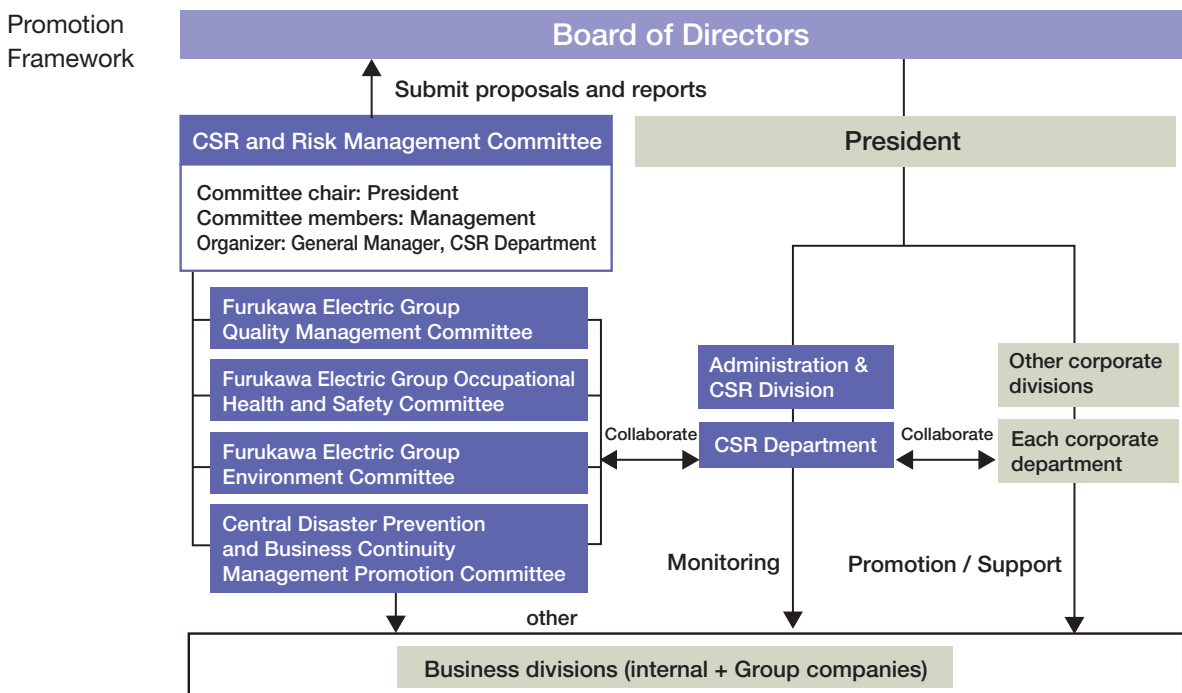 Promotion
Framework
Board of Directors
Submit proposals and reports
CSR and Risk Management Committee
Committee chair: President
Committee members: Management
Organizer: General Manager, CSR Department
President
Furukawa Electric Group
Quality Management Committee
Furukawa Electric Group Occupational
Health and Safety Committee
Furukawa Electric Group
Environment Committee
Central Disaster Prevention
and Business Continuity
Management Promotion Committee
Collaborate
Administration &
CSR Division
CSR Department
Collaborate
Other corporate
divisions
Each corporate
department
Monitoring
Promotion / Support
other
Business divisions (internal + Group companies)